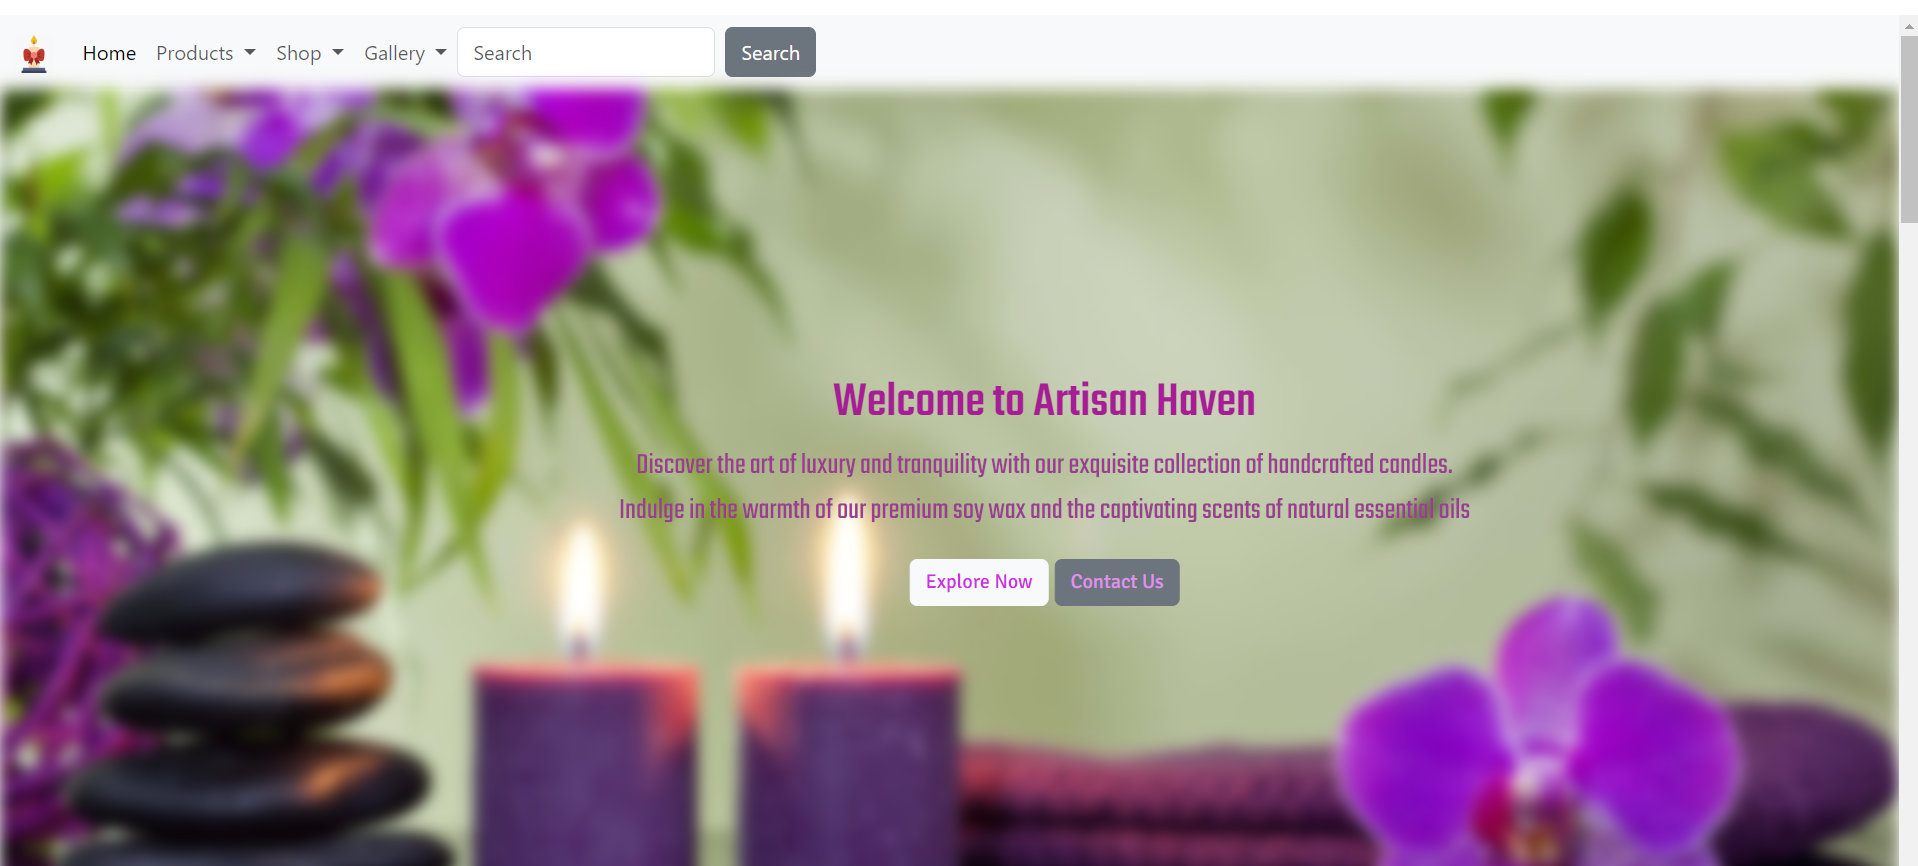 Home Products Shop Gallery Search Search
Welcome to Artisan Haven
Discover the art of luxury and tranquility with our exquisite collection of handcrafted candles.
Indulge in the warmth of our premium soy wax and the captivating scents of natural essential oils
Explore Now Contact Us